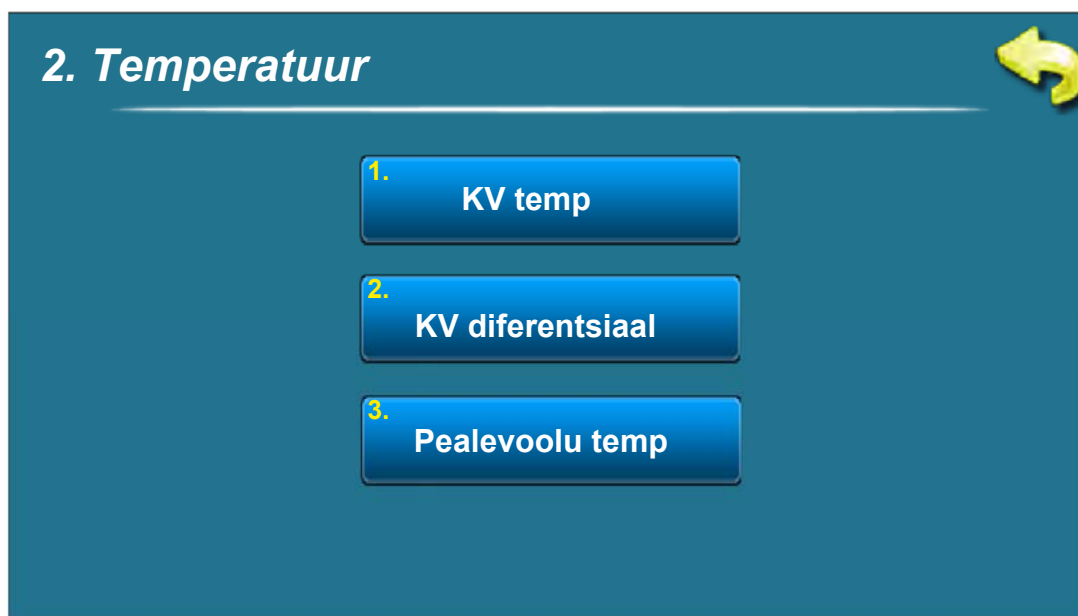 2. Temperatuur
1.
KV temp
2.
KV diferentsiaal
3.
Pealevoolu temp